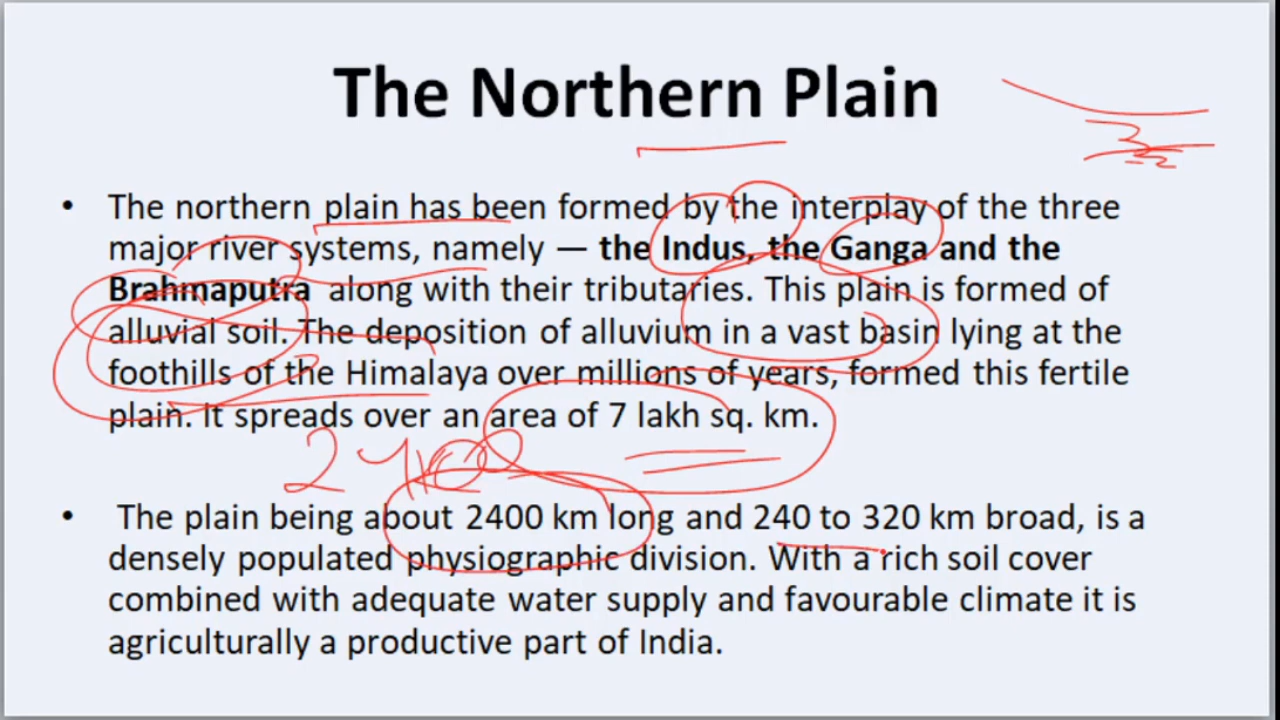 The Northern Plain
• The northern plain has been formed by the interplay of the three
major river systems, namely — the Indus, the Ganga and the
Brahmaputra along with their tributaries. This plain is formed of
alluvial soil. The deposition of alluvium in a vast basin lying at the
foothills of the Himalaya over millions of years, formed this fertile
plain. It spreads over an area of 7 lakh sq. km.
• The plain being about 2400 km long and 240 to 320 km broad, is a
densely populated physiographic division. With a rich soil cover
combined with adequate water supply and favourable climate it is
agriculturally a productive part of India.